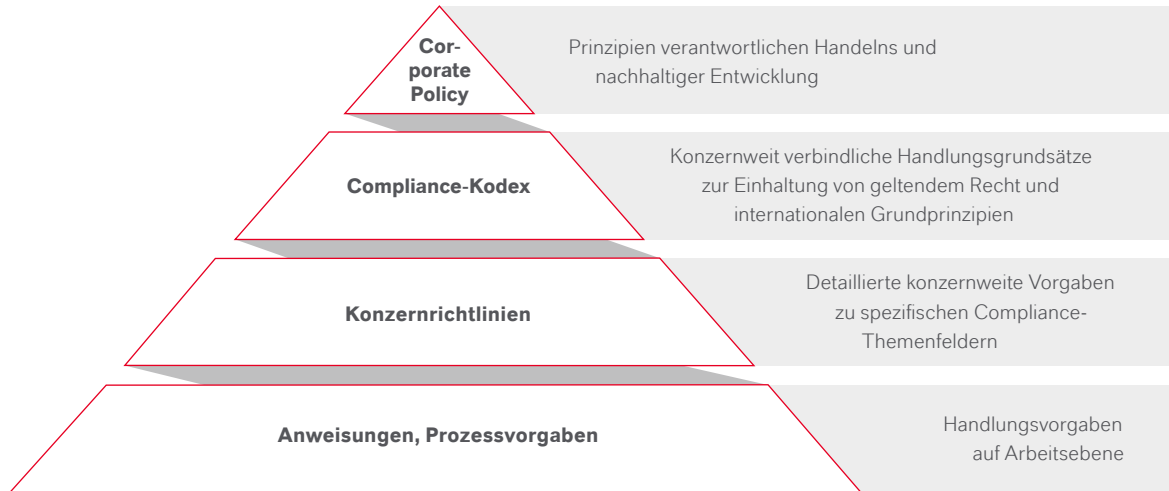 Cor-
porate
Policy
Prinzipien verantwortlichen Handelns und
nachhaltiger Entwicklung
Compliance-Kodex
Konzernweit verbindliche Handlungsgrundsätze
zur Einhaltung von geltendem Recht und
internationalen Grundprinzipien
Konzernrichtlinien
Detaillierte konzernweite Vorgaben
zu spezifischen Compliance-
Themenfeldern
Anweisungen, Prozessvorgaben
Handlungsvorgaben
auf Arbeitsebene